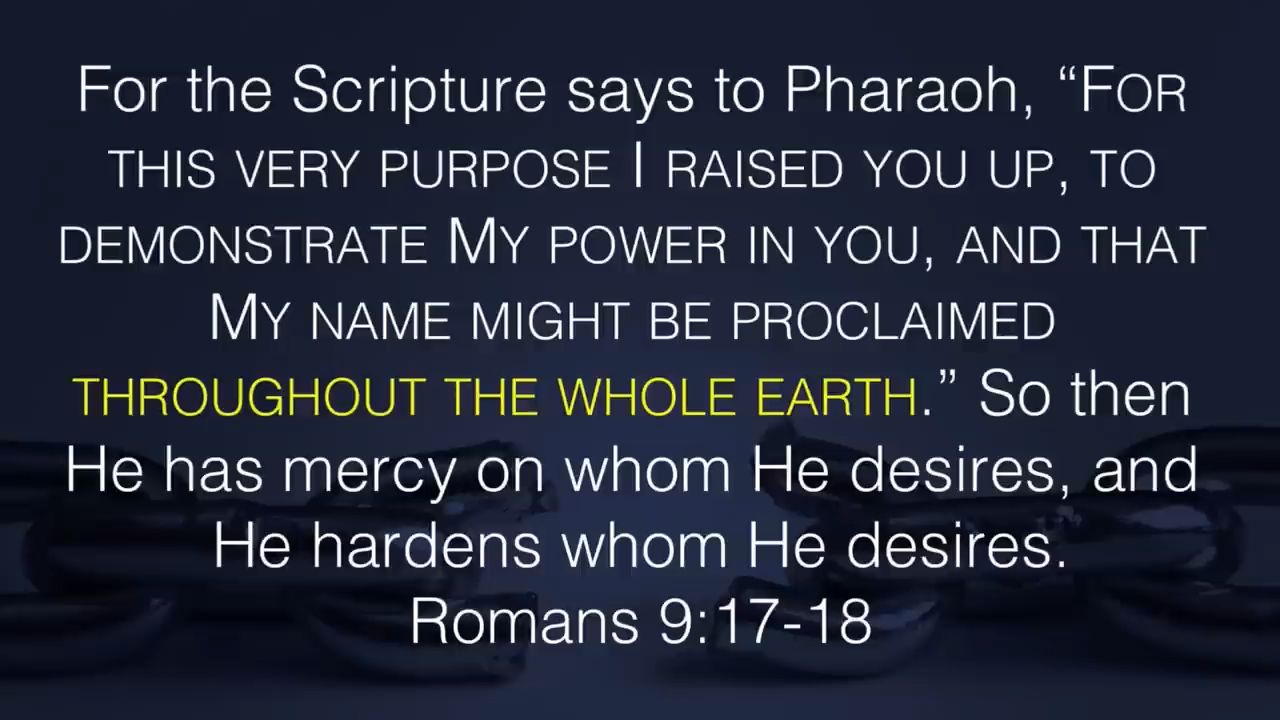 For the Scripture says to Pharaoh, “FOR
THIS VERY PURPOSE I RAISED YOU UP, TO
DEMONSTRATE MY POWER IN YOU, AND THAT
MY NAME MIGHT BE PROCLAIMED
THROUGHOUT THE WHOLE EARTH.” So then
He has mercy on whom He desires, and
He hardens whom He desires.
Romans 9:17-18